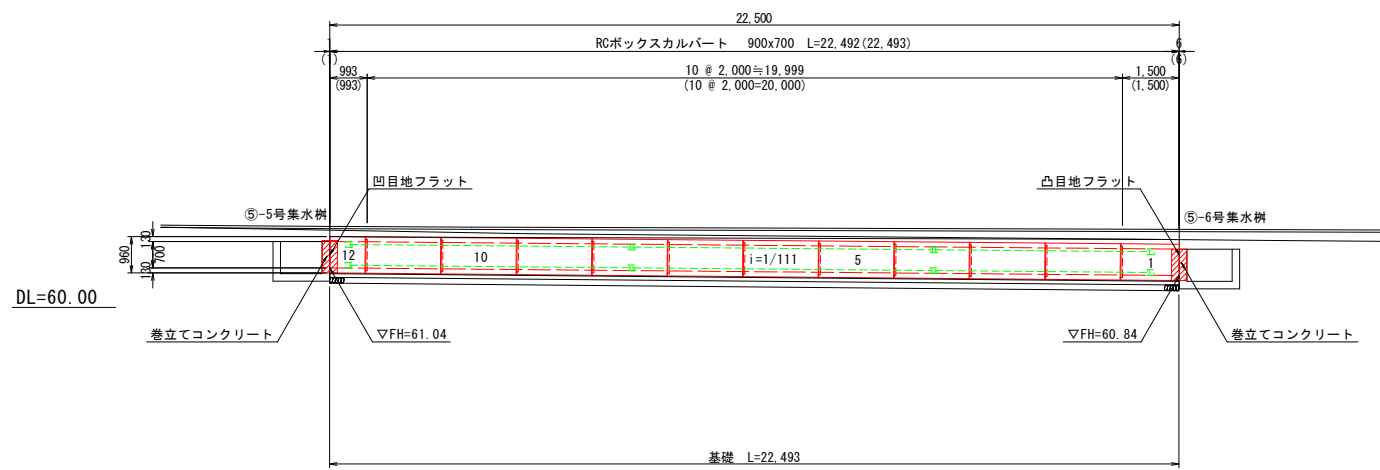 22,500
RCボックスカルバート 900x700 L=22,492(22,493)
1
(1)
6
(6)
993
(993)
10 @ 2,000≒19,999
(10 @ 2,000=20,000)
1,500
(1,500)
凹目地フラット
凸目地フラット
⑤-5号集水桝
⑤-6号集水桝
960
130
700
130
12
10
i=1/111
5
1
DL=60.00
巻立てコンクリート
▽FH=61.04
▽FH=60.84
巻立てコンクリート
基礎 L=22,493